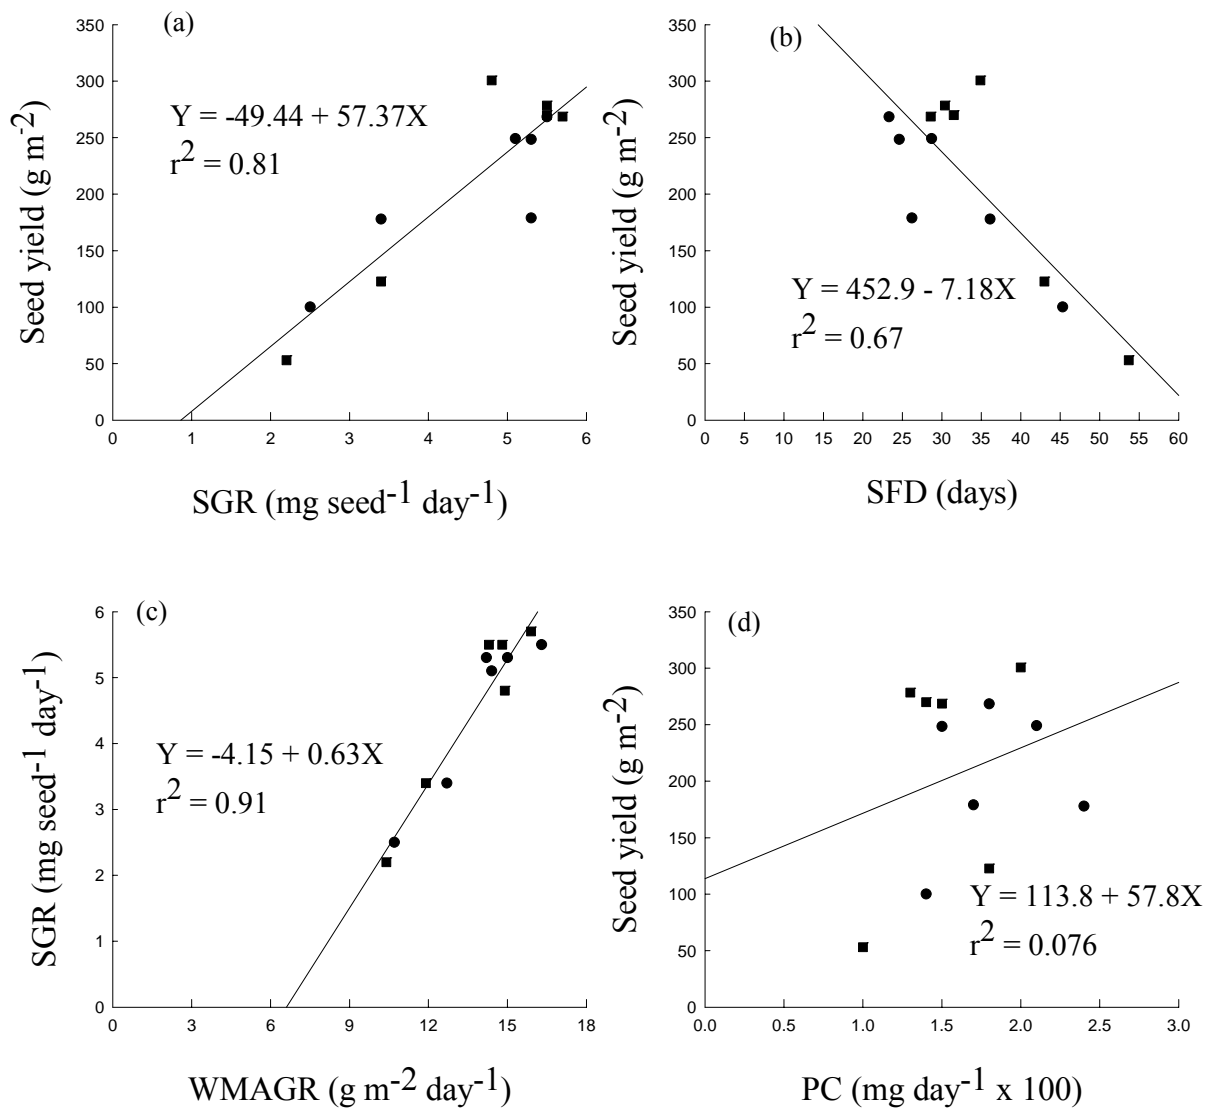 (a)
Seed yield (g m-2)
350
300
250
200
150
100
50
0
Y = -49.44 + 57.37X
r2 = 0.81
0 1 2 3 4 5 6
SGR (mg seed-1 day-1)
(b)
Seed yield (g m-2)
350
300
250
200
150
100
50
0
Y = 452.9 - 7.18X
r2 = 0.67
0 5 10 15 20 25 30 35 40 45 50 55 60
SFD (days)
(c)
SGR (mg seed-1 day-1)
6
5
4
3
2
1
0
Y = -4.15 + 0.63X
r2 = 0.91
0 3 6 9 12 15 18
WMAGR (g m-2 day-1)
(d)
Seed yield (g m-2)
350
300
250
200
150
100
50
0
Y = 113.8 + 57.8X
r2 = 0.076
0.0 0.5 1.0 1.5 2.0 2.5 3.0
PC (mg day-1 x 100)